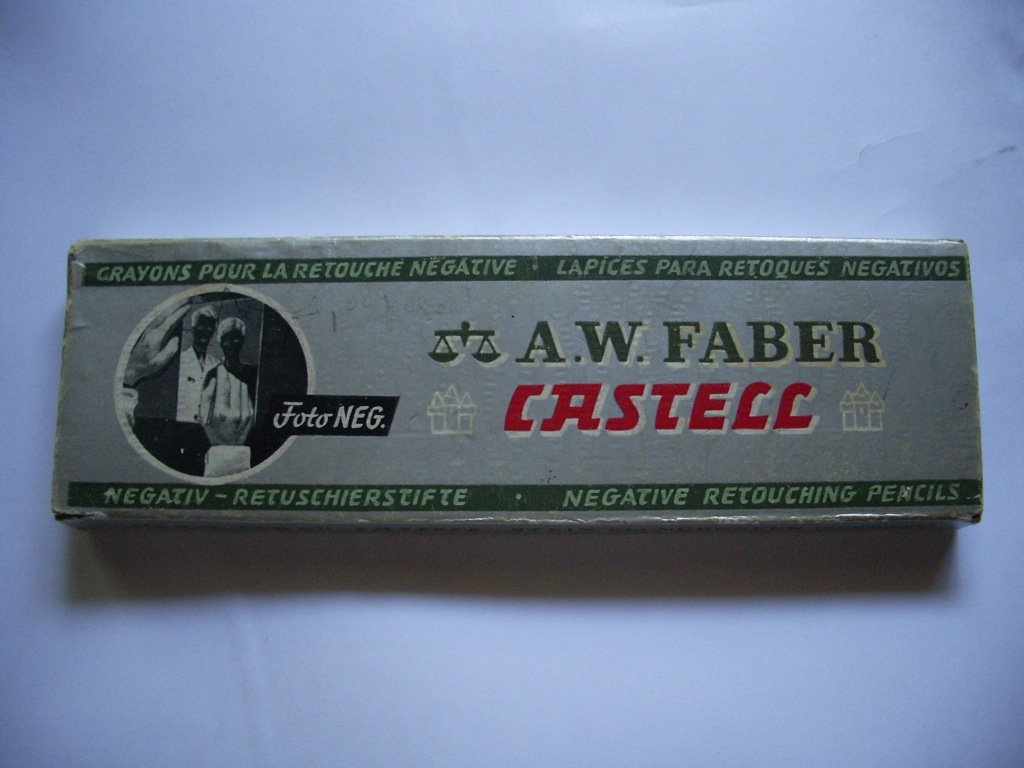 CRAYONS POUR LA RETOUCHE NÉGATIVE · LAPICES PARA RETOQUES NEGATIVOS
A.W. FABER
CASTELL
Foto NEG.
NEGATIV - RETUSCHIERSTIFTE · NEGATIVE RETOUCHING PENCILS